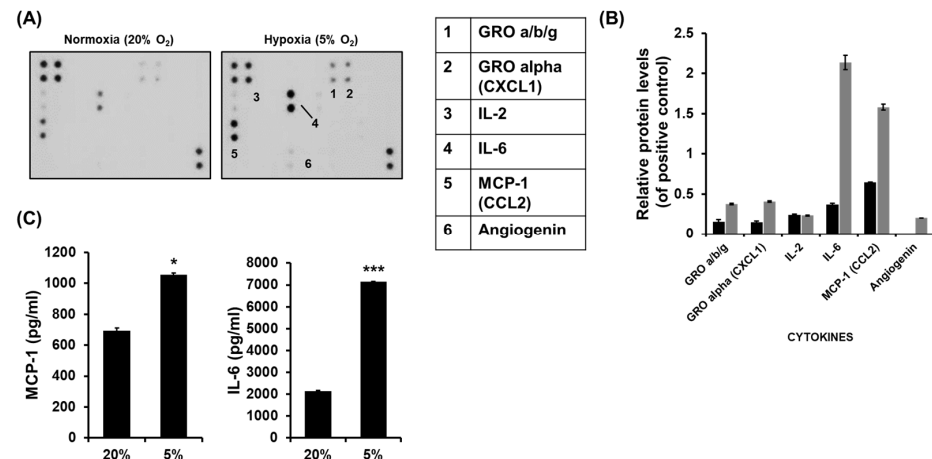 (A)
Normoxia (20% O₂)
Hypoxia (5% O₂)
1
2
3
4
5
6
1 GRO a/b/g
2 GRO alpha
(CXCL1)
3 IL-2
4 IL-6
5 MCP-1
(CCL2)
6 Angiogenin
(B)
Relative protein levels
(of positive control)
2.5
2
1.5
1
0.5
0
GRO a/b/g
GRO alpha (CXCL1)
IL-2
IL-6
MCP-1 (CCL2)
Angiogenin
CYTOKINES
(C)
MCP-1 (pg/ml)
1200
1000
800
600
400
200
0
*
20% 5%
IL-6 (pg/ml)
8000
7000
6000
5000
4000
3000
2000
1000
0
***
20% 5%